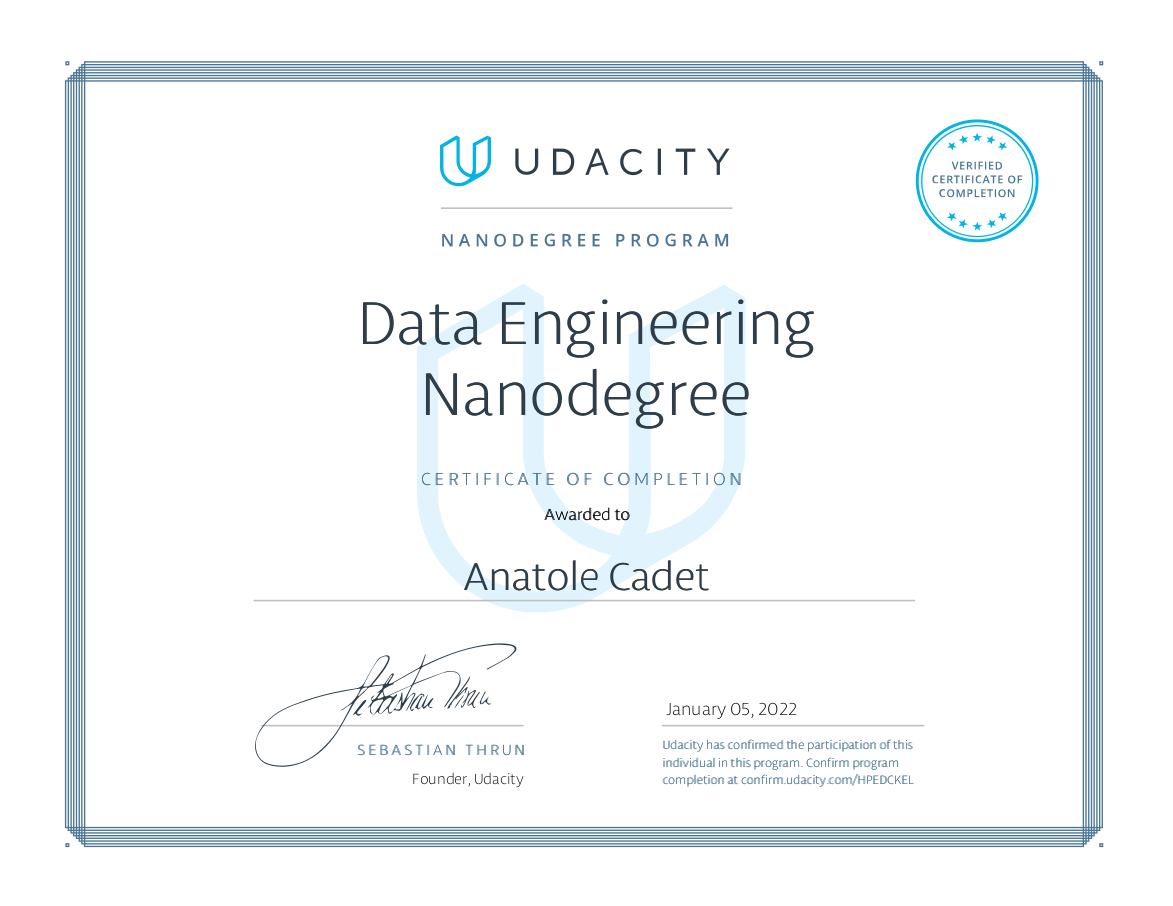 UDACITY
VERIFIED
CERTIFICATE OF
COMPLETION
NANODEGREE PROGRAM
Data Engineering
Nanodegree
CERTIFICATE OF COMPLETION
Awarded to
Anatole Cadet
Sebastian Thrun
SEBASTIAN THRUN
Founder, Udacity
January 05, 2022
Udacity has confirmed the participation of this
individual in this program. Confirm program
completion at confirm.udacity.com/HPEDCKEL